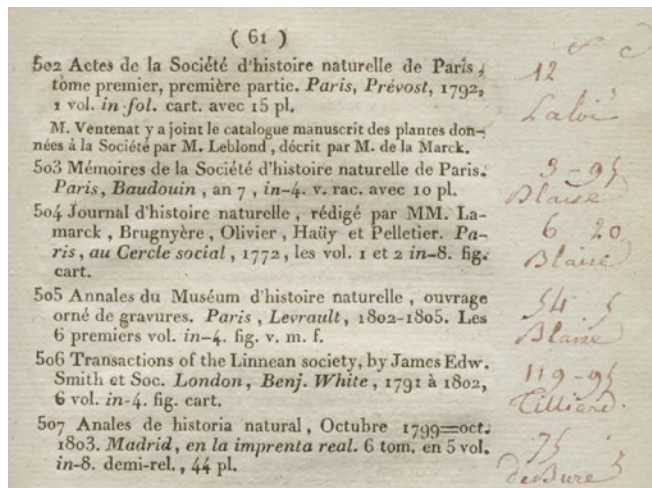 ( 61 )
502 Actes de la Société d'histoire naturelle de Paris,
tome premier, première partie. Paris, Prévost, 1792,
1 vol. in-fol. cart. avec 15 pl.
12
M. Ventenat y a joint le catalogue manuscrit des plantes don-
nées à la Société par M. Leblond, décrit par M. de la Marck.
503 Mémoires de la Société d'histoire naturelle de Paris.
Paris, Baudouin, an 7, in-4. v. rac. avec 10 pl.
3 - 95
Blaise
504 Journal d'histoire naturelle, rédigé par MM. La-
marck, Brugnyère, Olivier, Haüy et Pelletier. Pa-
ris, au Cercle social, 1772, les vol. 1 et 2 in-8. fig.
cart.
6 20
Blaise
505 Annales du Muséum d'histoire naturelle, ouvrage
orné de gravures. Paris, Levrault, 1802-1805. Les
6 premiers vol. in-4. fig. v. m. f.
54 - 5
Blaise
506 Transactions of the Linnean society, by James Edw.
Smith et Soc. London, Benj. White, 1791 à 1802,
6 vol. in-4. fig. cart.
119 - 95
Tilliard.
507 Anales de historia natural, Octubre 1799=oct.
1803. Madrid, en la imprenta real. 6 tom. en 5 vol.
in-8. demi-rel., 44 pl.
75
deBure